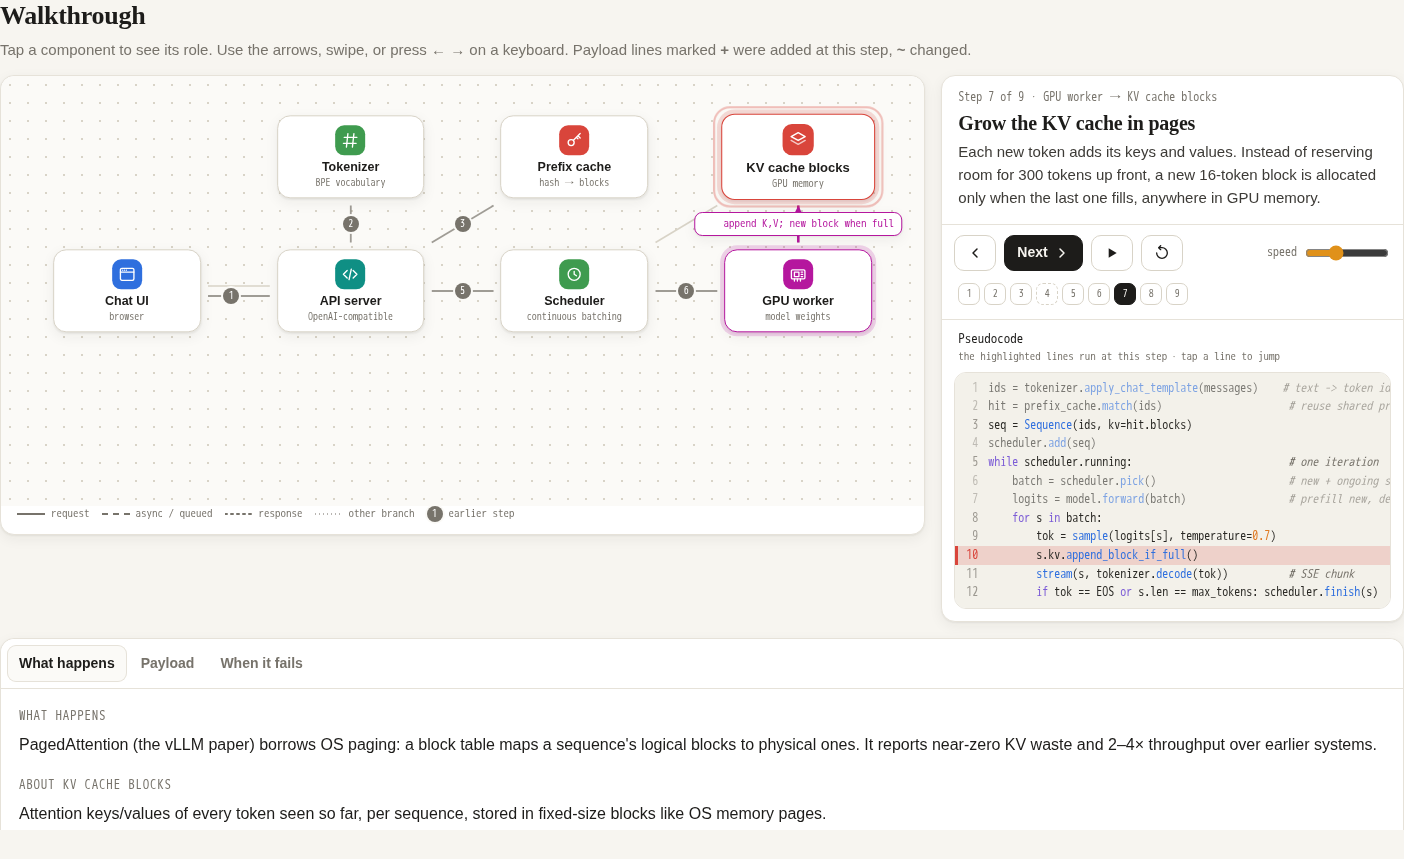 Walkthrough
Tap a component to see its role. Use the arrows, swipe, or press ← → on a keyboard. Payload lines marked + were added at this step, ~ changed.
Tokenizer
BPE vocabulary
Prefix cache
hash → blocks
KV cache blocks
GPU memory
2
3
append K,V; new block when full
Chat UI
browser
1
API server
OpenAI-compatible
5
Scheduler
continuous batching
6
GPU worker
model weights
request
async / queued
response
other branch
1 earlier step
Step 7 of 9 · GPU worker → KV cache blocks
Grow the KV cache in pages
Each new token adds its keys and values. Instead of reserving
room for 300 tokens up front, a new 16-token block is allocated
only when the last one fills, anywhere in GPU memory.
Next
speed
1 2 3 4 5 6 7 8 9
Pseudocode
the highlighted lines run at this step · tap a line to jump
1 ids = tokenizer.apply_chat_template(messages) # text -> token id
2 hit = prefix_cache.match(ids) # reuse shared pr
3 seq = Sequence(ids, kv=hit.blocks)
4 scheduler.add(seq)
5 while scheduler.running: # one iteration
6 batch = scheduler.pick() # new + ongoing s
7 logits = model.forward(batch) # prefill new, de
8 for s in batch:
9 tok = sample(logits[s], temperature=0.7)
10 s.kv.append_block_if_full()
11 stream(s, tokenizer.decode(tok)) # SSE chunk
12 if tok == EOS or s.len == max_tokens: scheduler.finish(s)
What happens
Payload
When it fails
WHAT HAPPENS
PagedAttention (the vLLM paper) borrows OS paging: a block table maps a sequence's logical blocks to physical ones. It reports near-zero KV waste and 2–4× throughput over earlier systems.
ABOUT KV CACHE BLOCKS
Attention keys/values of every token seen so far, per sequence, stored in fixed-size blocks like OS memory pages.